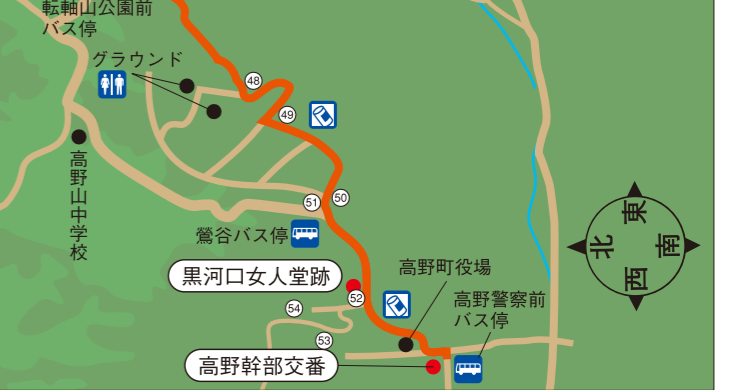 転軸山公園前
バス停
グラウンド
48
49
高野山中学校
51
50
鶯谷バス停
東
北
南
西
黒河口女人堂跡
高野町役場
52
高野警察前
バス停
54
53
高野幹部交番